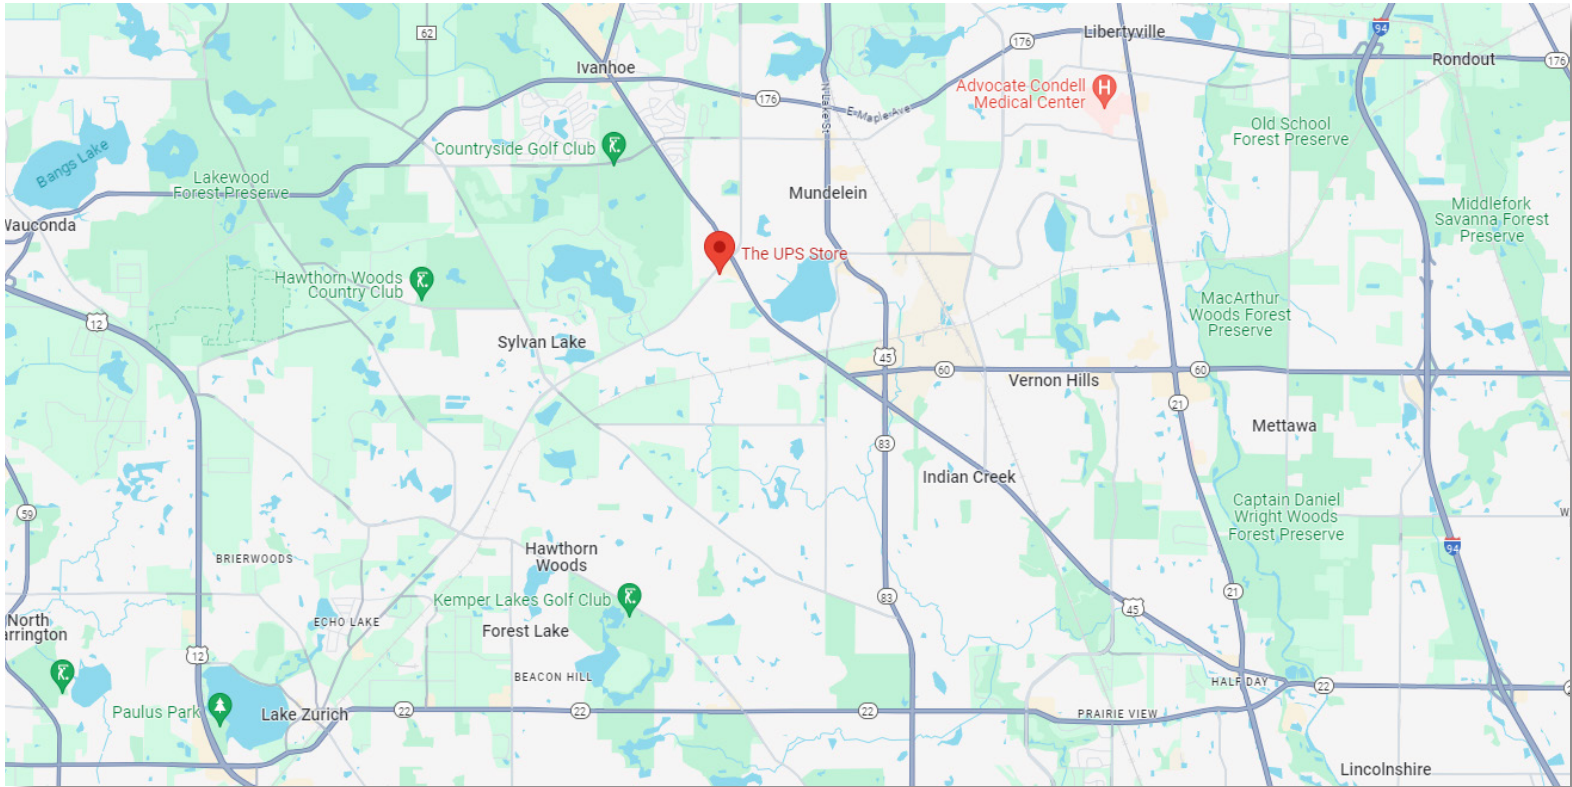 62
Libertyville
176
94
Rondout
176
Ivanhoe
Advocate Condell
Medical Center
H
176
N Lake St
E Maple Ave
Old School
Forest Preserve
Countryside Golf Club
Bangs Lake
Lakewood
Forest Preserve
Mundelein
Middlefork
Savanna Forest
Preserve
Wauconda
The UPS Store
Hawthorn Woods
Country Club
MacArthur
Woods Forest
Preserve
12
Sylvan Lake
45
60
60
Vernon Hills
21
Mettawa
83
Indian Creek
Captain Daniel
Wright Woods
Forest Preserve
59
W
94
Hawthorn
Woods
BRIERWOODS
Kemper Lakes Golf Club
83
21
45
North
arrington
ECHO LAKE
Forest Lake
12
BEACON HILL
HALF DAY
22
2
Paulus Park
Lake Zurich
22
22
22
PRAIRIE VIEW
Lincolnshire